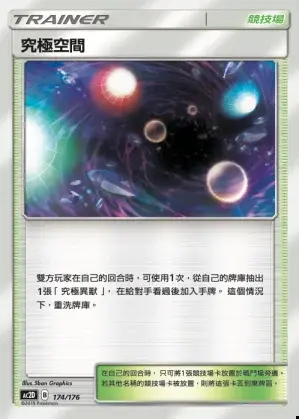 TRAINER
競技場
究極空間
雙方玩家在自己的回合時，可使用1次，從自己的牌庫抽出
1張「究極異獸」，在給對手看過後加入手牌。這個情況
下，重洗牌庫。
在自己的回合時，只可將1張競技場卡放置於戰鬥場旁邊。
若其他名稱的競技場卡被放置，則將這張卡丟到棄牌區。
Illus. 5ban Graphics
AC2D
174/176
©2019 Pokémon